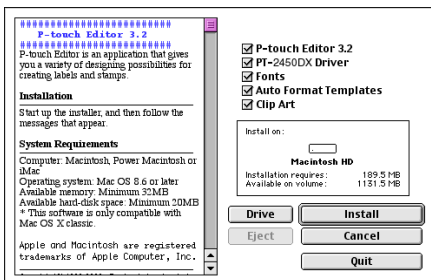 ########################
P-touch Editor 3.2
########################
P-touch Editor is an application that gives
you a variety of designing possibilities for
creating labels and stamps.
Installation
Start up the installer, and then follow the
messages that appear.
System Requirements
Computer: Macintosh, Power Macintosh or
iMac
Operating system: Mac OS 8.6 or later
Available memory: Minimum 32MB
Available hard-disk space: Minimum 20MB
* This software is only compatible with
Mac OS X classic.
Apple and Macintosh are registered
trademarks of Apple Computer, Inc.
P-touch Editor 3.2
PT-2450DX Driver
Fonts
Auto Format Templates
Clip Art
Install on:
Macintosh HD
Installation requires: 189.5 MB
Available on volume: 1131.5 MB
Drive
Install
Eject
Cancel
Quit